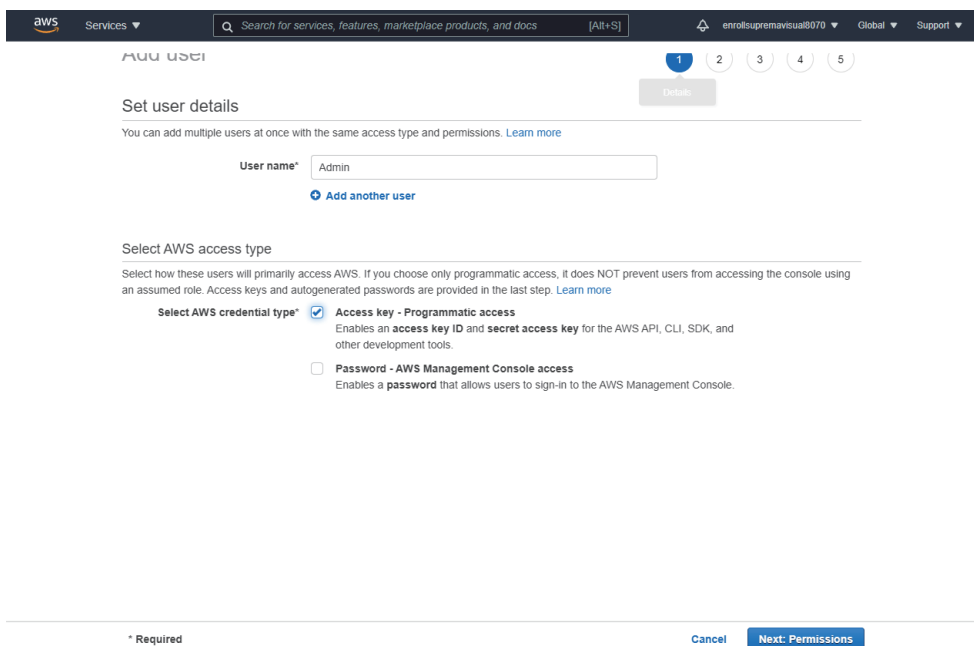 aws Services ▼ Search for services, features, marketplace products, and docs [Alt+S] enrollsupremavisual8070 ▼ Global ▼ Support ▼
Add user 1 2 3 4 5
Details
Set user details
You can add multiple users at once with the same access type and permissions. Learn more
User name* Admin
Add another user
Select AWS access type
Select how these users will primarily access AWS. If you choose only programmatic access, it does NOT prevent users from accessing the console using
an assumed role. Access keys and autogenerated passwords are provided in the last step. Learn more
Select AWS credential type* Access key - Programmatic access
Enables an access key ID and secret access key for the AWS API, CLI, SDK, and
other development tools.
Password - AWS Management Console access
Enables a password that allows users to sign-in to the AWS Management Console.
* Required Cancel Next: Permissions